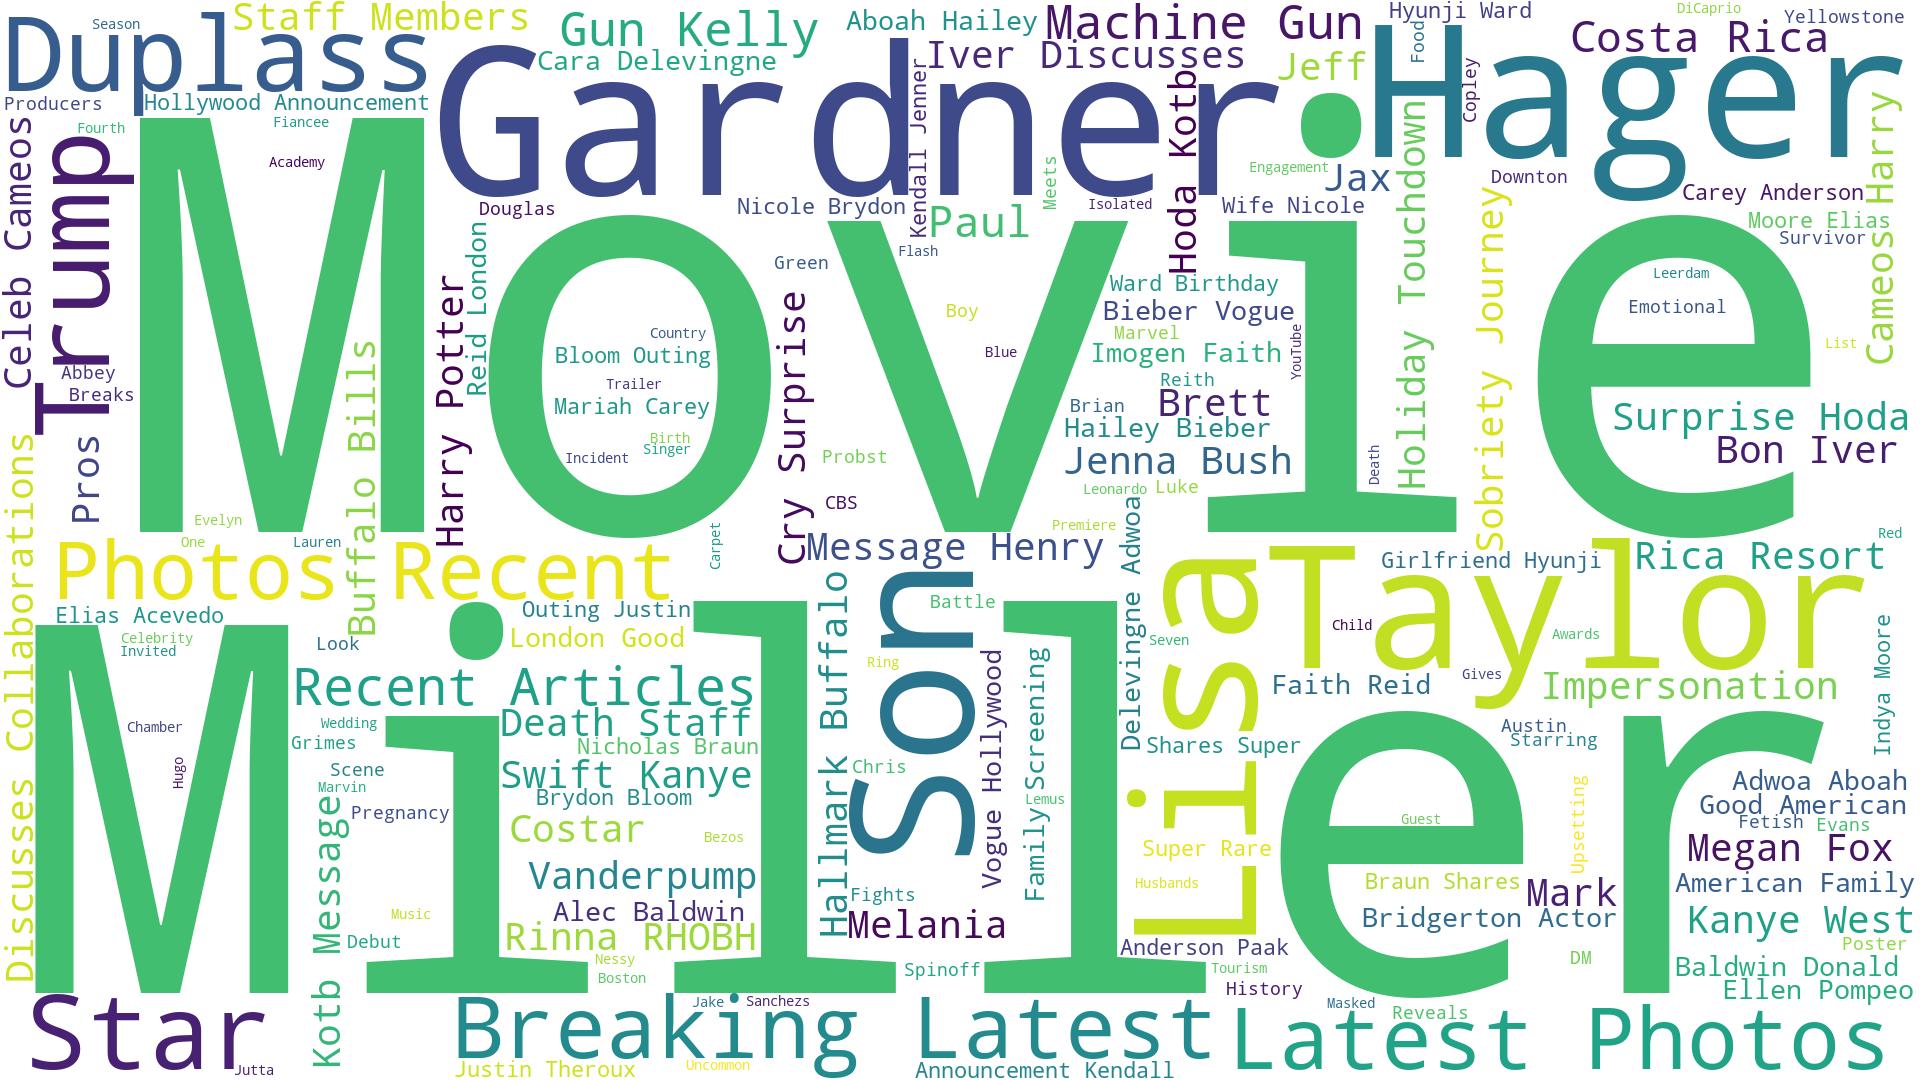 Duplass
Season
Staff Members
Gun Kelly
Cara Delevingne
Aboah Hailey
Iver Discusses
Machine Gun
Hyunji Ward
Food
DiCaprio
Yellowstone
Costa Rica
Jeff
Hager
Copley
Gardner
Producers
Hollywood Announcement
Fourth
Fiancee
Academy
Celeb Cameos
Trump
Kendall Jenner
Meets
Hoda Kotb
Engagement
Jax
Downton
Carey Anderson
Cameos Harry
Douglas
Nicole Brydon
Isolated
Wife Nicole
Paul
Moore Elias
Survivor
Movie
Flash
Green
Reid London
Harry Potter
Cry Surprise
Ward Birthday
Holiday Touchdown
Sobriety Journey
Leerdam
Emotional
Boy
Bieber Vogue
Marvel
Country
Bloom Outing
Blue
Imogen Faith
YouTube
List
Abbey
Breaks
Trailer
Mariah Carey
Reith
Brian
Brett
Surprise Hoda
Bon Iver
Hailey Bieber
Birth
Singer
Incident
Probst
Jenna Bush
Death
Pros
Buffalo Bills
CBS
Leonardo
Luke
Evelyn
Premiere
One
Lauren
Carpet
Message Henry
Delevingne Adwoa
Red
Rica Resort
Girlfriend Hyunji
Photos Recent
Discusses Collaborations
Elias Acevedo
Outing Justin
London Good
Battle
Son
Lisa
Taylor
Celebrity
Invited
Look
Seven
Child
Awards
Indya Moore
Ring
Recent Articles
Gives
Faith Reid
Impersonation
Miller
Chamber
Hugo
Wedding
Grimes
Death Staff
Nicholas Braun
Hallmark Buffalo
Vogue Hollywood
Family Screening
Shares Super
Austin
Starring
Scene
Marvin
Swift Kanye
Chris
Brydon Bloom
Lemus
Upsetting
Adwoa Aboah
Good American
Pregnancy
Kotb Message
Costar
Bezos
Guest
Fetish
Evans
Super Rare
Megan Fox
Vanderpump
Fights
Husbands
Braun Shares
Mark
American Family
Music
Alec Baldwin
Melania
Bridgerton Actor
Kanye West
Debut
Rinna RHOBH
Anderson Paak
Poster
Nessy
Boston
Spinoff
Tourism
History
DM
Baldwin Donald
Ellen Pompeo
Star
Jutta
Breaking Latest
Jake
Sanchezs
Masked
Reveals
Latest Photos
Justin Theroux
Uncommon
Announcement Kendall